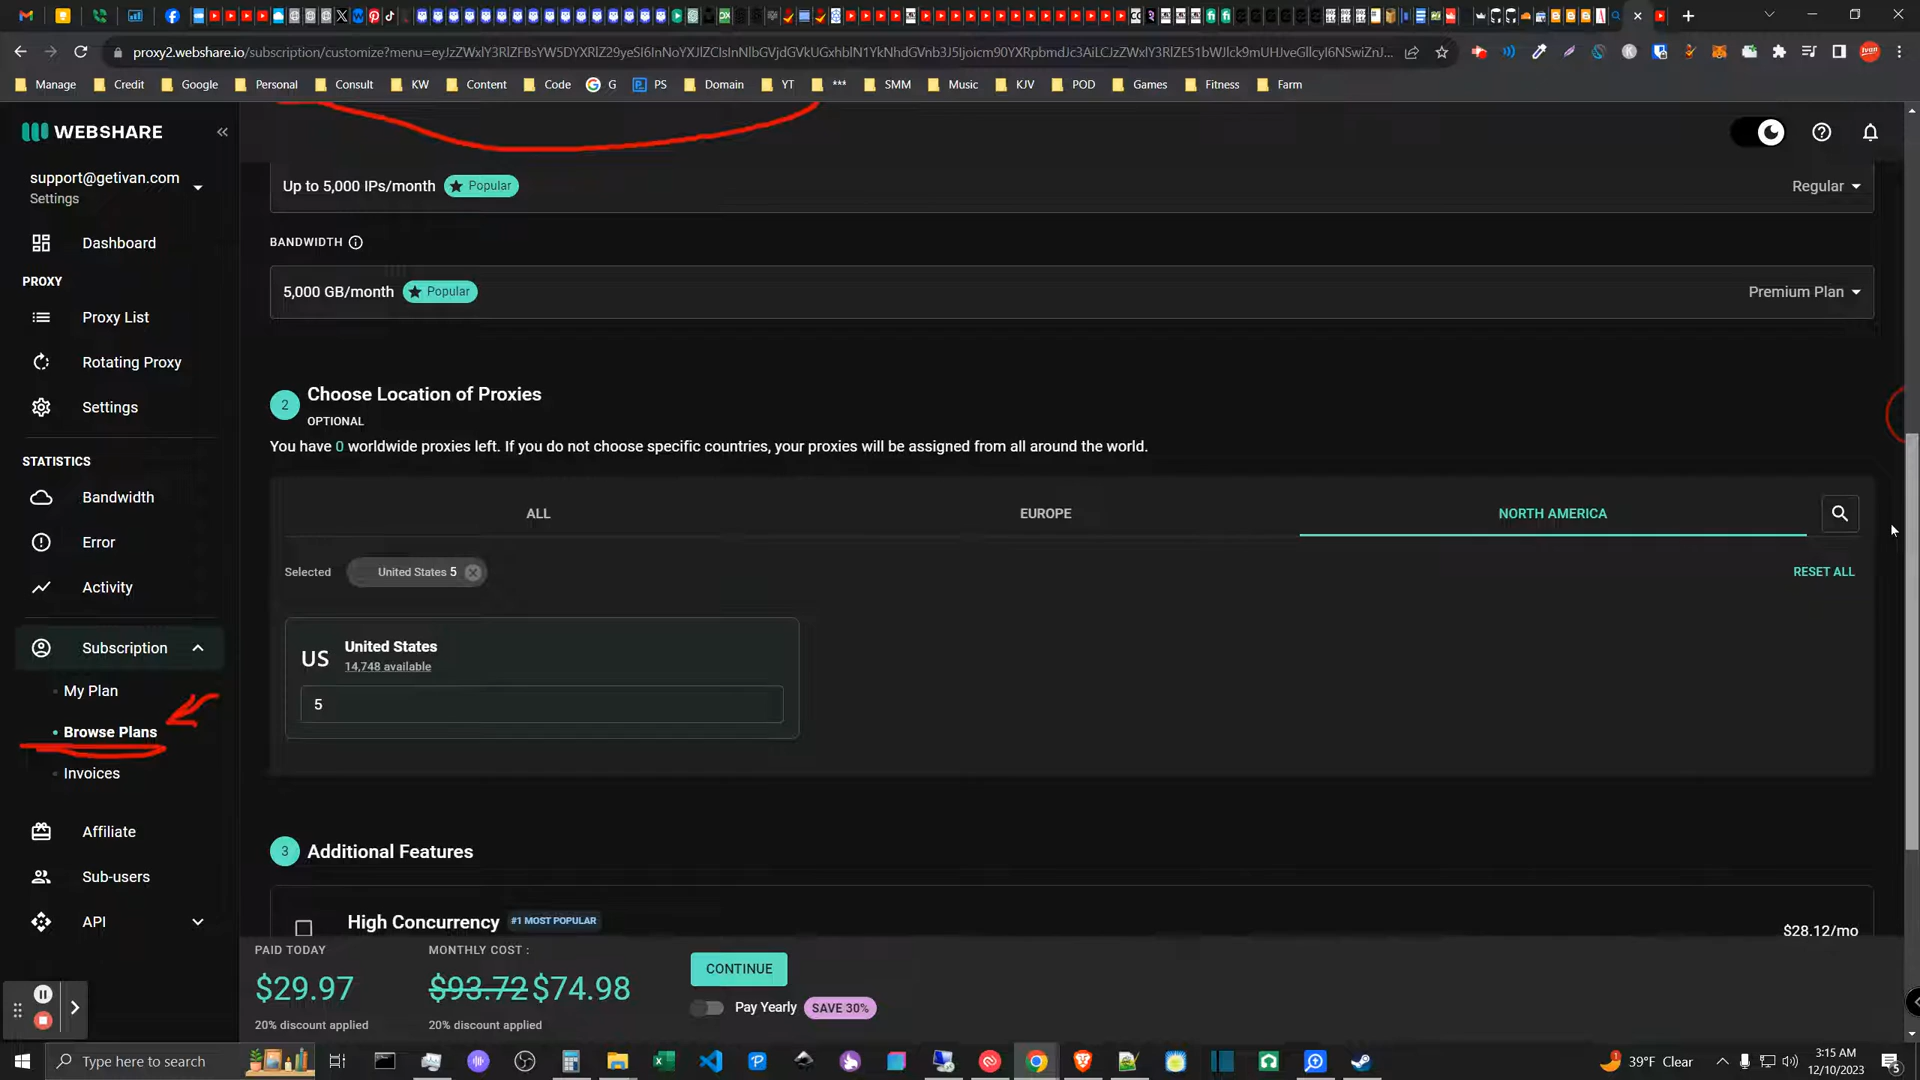 proxy2.webshare.io/subscription/customize?menu=
Manage Credit Google Personal Consult KW Content Code G PS Domain YT *** SMM Music KJV POD Games Fitness Farm
WEBSHARE
support@getivan.com
Settings
Dashboard
PROXY
Proxy List
Rotating Proxy
Settings
STATISTICS
Bandwidth
Error
Activity
Subscription
My Plan
Browse Plans
Invoices
Affiliate
Sub-users
API
Up to 5,000 IPs/month Popular Regular
BANDWIDTH
5,000 GB/month Popular Premium Plan
2 Choose Location of Proxies
OPTIONAL
You have 0 worldwide proxies left. If you do not choose specific countries, your proxies will be assigned from all around the world.
ALL EUROPE NORTH AMERICA
Selected United States 5 RESET ALL
US United States
14,748 available
5
3 Additional Features
High Concurrency #1 MOST POPULAR $28.12/mo
PAID TODAY MONTHLY COST :
$29.97 $93.72 $74.98
20% discount applied 20% discount applied
CONTINUE
Pay Yearly SAVE 30%
Type here to search
39°F Clear
3:15 AM
12/10/2023
5